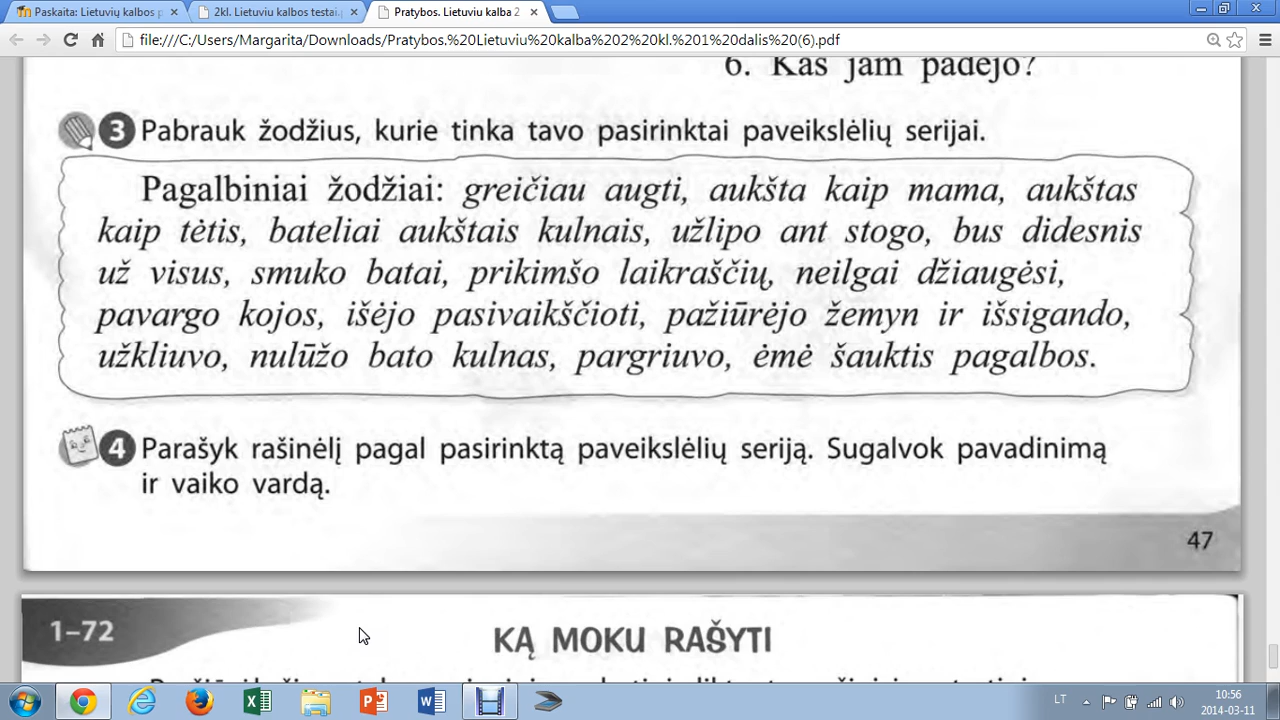 Paskaita: Lietuvių kalbos p
2kl. Lietuviu kalbos testai.p
Pratybos. Lietuviu kalba 2
file:///C:/Users/Margarita/Downloads/Pratybos.%20Lietuviu%20kalba%202%20kl.%201%20dalis%20(6).pdf
6. Kas jam padėjo?
3 Pabrauk žodžius, kurie tinka tavo pasirinktai paveikslėlių serijai.
Pagalbiniai žodžiai: greičiau augti, aukšta kaip mama, aukštas
kaip tėtis, bateliai aukštais kulnais, užlipo ant stogo, bus didesnis
už visus, smuko batai, prikimšo laikraščių, neilgai džiaugėsi,
pavargo kojos, išėjo pasivaikščioti, pažiūrėjo žemyn ir išsigando,
užkliuvo, nulūžo bato kulnas, pargriuvo, ėmė šauktis pagalbos.
4 Parašyk rašinėlį pagal pasirinktą paveikslėlių seriją. Sugalvok pavadinimą
ir vaiko vardą.
47
1–72
KĄ MOKU RAŠYTI
LT
10:56
2014-03-11